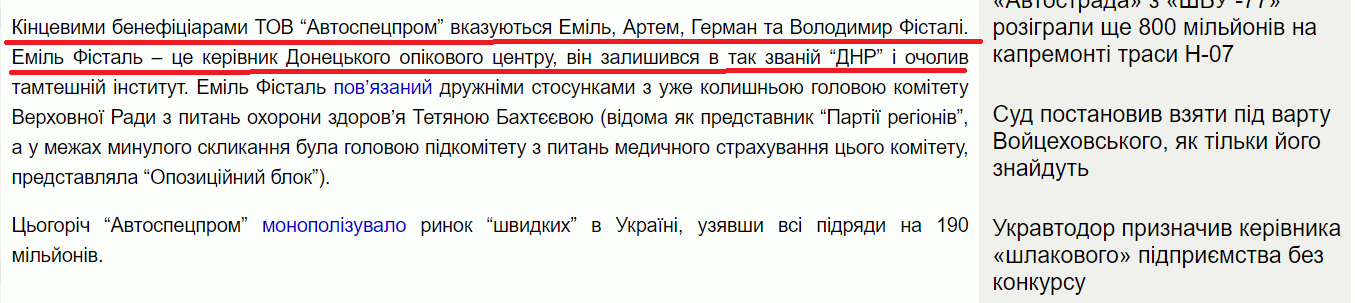 Кінцевими бенефіціарами ТОВ “Автоспецпром” вказуються Еміль, Артем, Герман та Володимир Фісталі.
Еміль Фісталь – це керівник Донецького опікового центру, він залишився в так званій “ДНР” і очолив
тамтешній інститут. Еміль Фісталь пов’язаний дружніми стосунками з уже колишньою головою комітету
Верховної Ради з питань охорони здоров’я Тетяною Бахтєєвою (відома як представник “Партії регіонів”,
а у межах минулого скликання була головою підкомітету з питань медичного страхування цього комітету,
представляла “Опозиційний блок”).
Цьогоріч “Автоспецпром” монополізувало ринок “швидких” в Україні, узявши всі підряди на 190
мільйонів.
«Автострада» з «ШБУ -77»
розіграли ще 800 мільйонів на
капремонті траси Н-07
Суд постановив взяти під варту
Войцеховського, як тільки його
знайдуть
Укравтодор призначив керівника
«шлакового» підприємства без
конкурсу